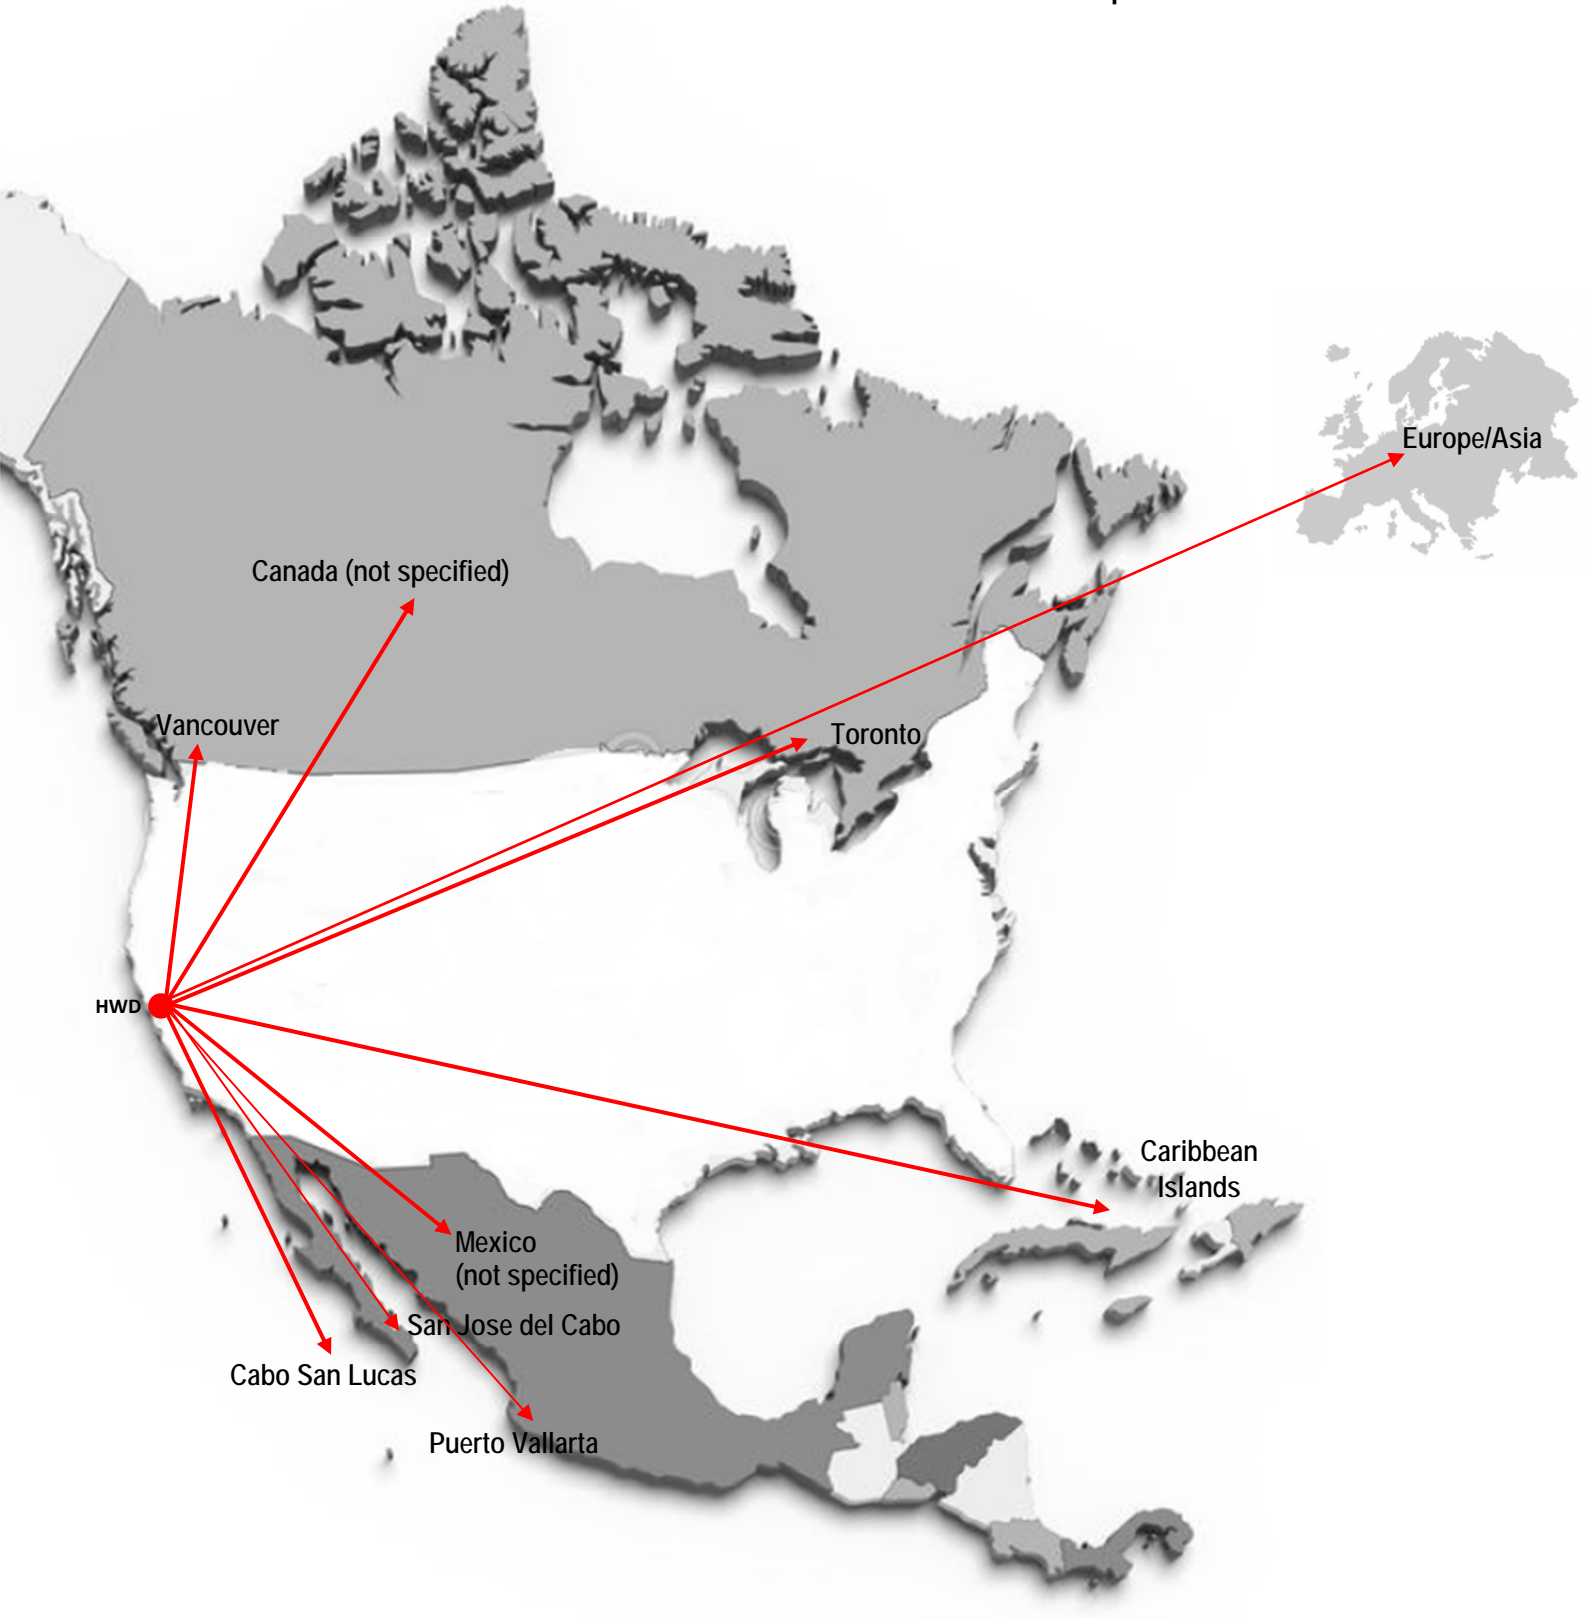 Europe/Asia
Canada (not specified)
Vancouver
Toronto
HWD
Caribbean
Islands
Mexico
(not specified)
San Jose del Cabo
Cabo San Lucas
Puerto Vallarta